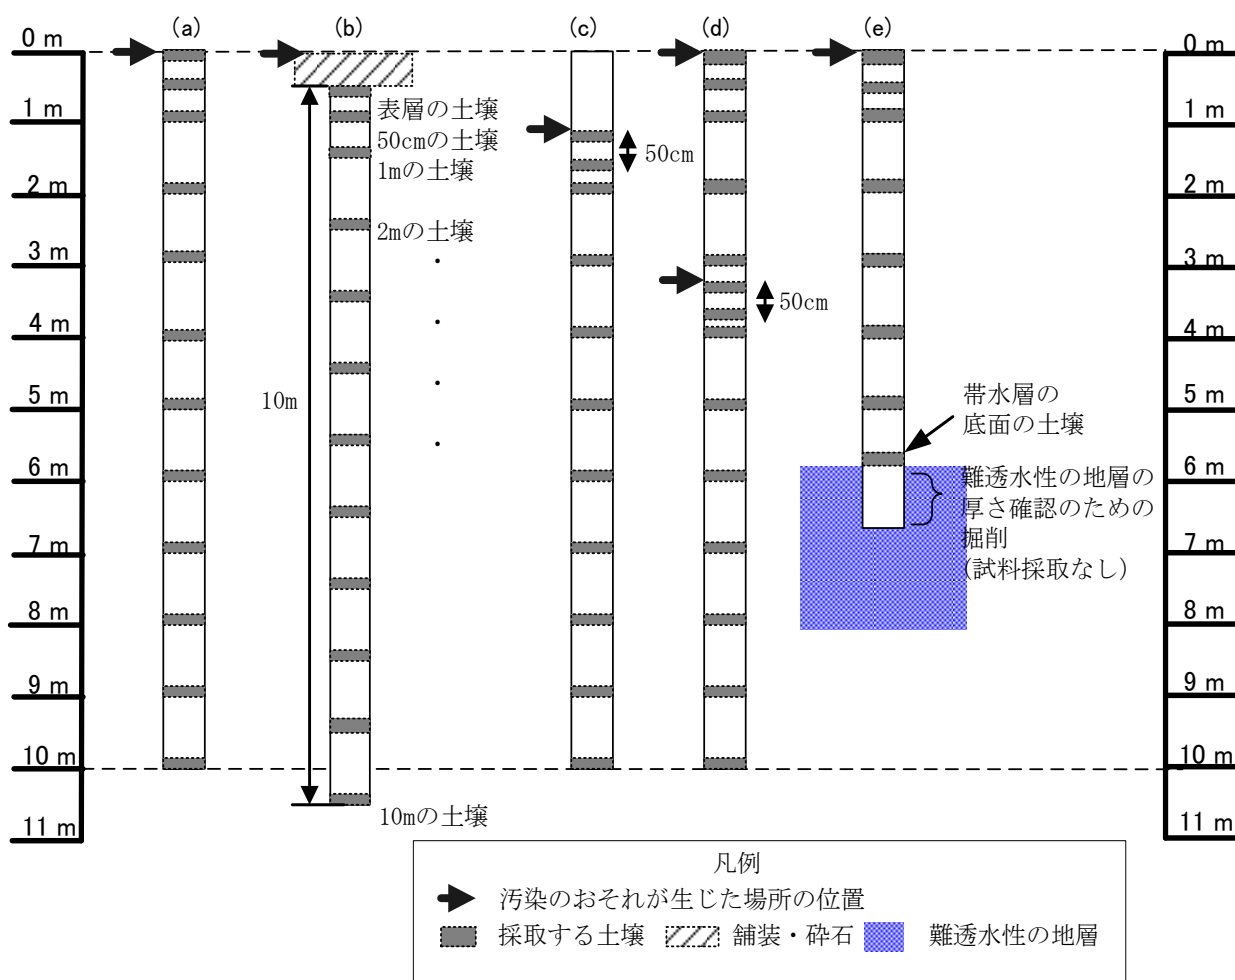 (a)
(b)
(c)
(d)
(e)
0 m
1 m
2 m
3 m
4 m
5 m
6 m
7 m
8 m
9 m
10 m
11 m
表層の土壌
50cmの土壌
1mの土壌
2mの土壌
10m
10mの土壌
50cm
50cm
帯水層の
底面の土壌
難透水性の地層の
厚さ確認のための
掘削
(試料採取なし)
0 m
1 m
2 m
3 m
4 m
5 m
6 m
7 m
8 m
9 m
10 m
11 m
凡例
汚染のおそれが生じた場所の位置
採取する土壌
舗装・砕石
難透水性の地層